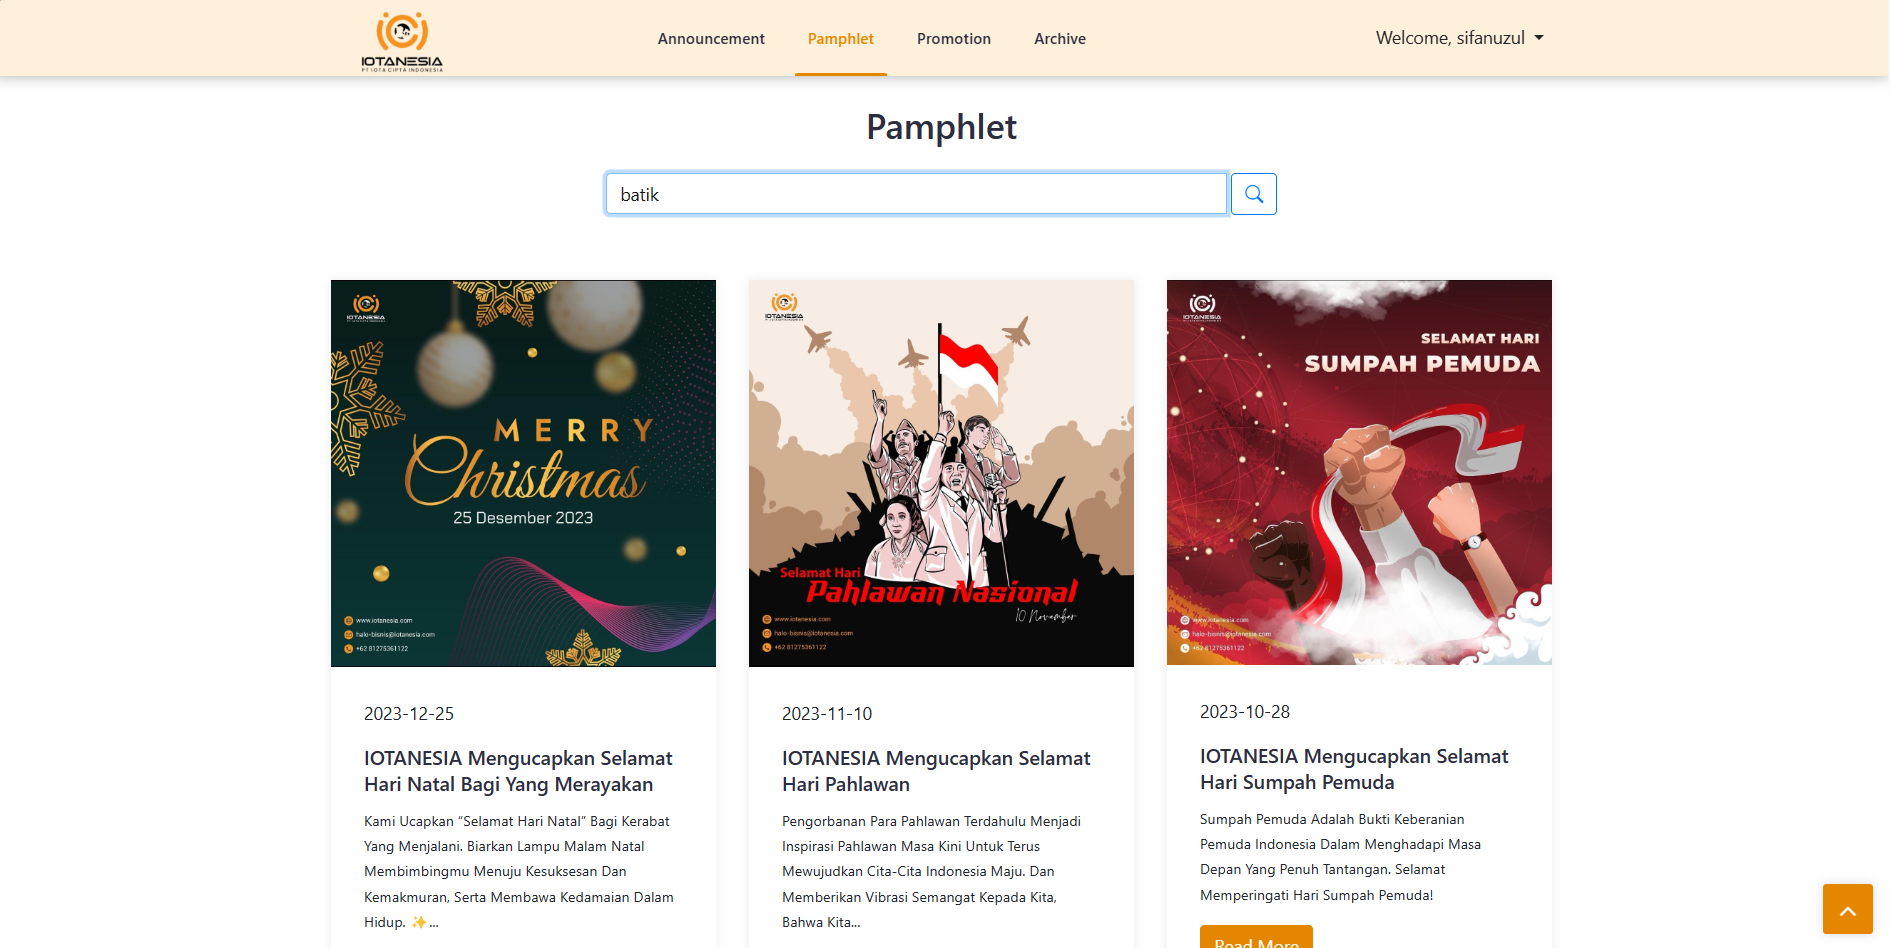 IOTANESIA
PT IOTA CIPTA INDONESIA
Announcement
Pamphlet
Promotion
Archive
Welcome, sifanuzul
Pamphlet
batik
IOTANESIA
MERRY
Christmas
25 Desember 2023
www.iotanesia.com
halo-bisnis@iotanesia.com
+62 81275361122
2023-12-25
IOTANESIA Mengucapkan Selamat
Hari Natal Bagi Yang Merayakan
Kami Ucapkan “Selamat Hari Natal” Bagi Kerabat
Yang Menjalani. Biarkan Lampu Malam Natal
Membimbingmu Menuju Kesuksesan Dan
Kemakmuran, Serta Membawa Kedamaian Dalam
Hidup. ✨...
IOTANESIA
Selamat Hari
Pahlawan Nasional
10 November
www.iotanesia.com
halo-bisnis@iotanesia.com
+62 81275361122
2023-11-10
IOTANESIA Mengucapkan Selamat
Hari Pahlawan
Pengorbanan Para Pahlawan Terdahulu Menjadi
Inspirasi Pahlawan Masa Kini Untuk Terus
Mewujudkan Cita-Cita Indonesia Maju. Dan
Memberikan Vibrasi Semangat Kepada Kita,
Bahwa Kita...
IOTANESIA
SELAMAT HARI
SUMPAH PEMUDA
www.iotanesia.com
halo-bisnis@iotanesia.com
+62 81275361122
2023-10-28
IOTANESIA Mengucapkan Selamat
Hari Sumpah Pemuda
Sumpah Pemuda Adalah Bukti Keberanian
Pemuda Indonesia Dalam Menghadapi Masa
Depan Yang Penuh Tantangan. Selamat
Memperingati Hari Sumpah Pemuda!
Read More